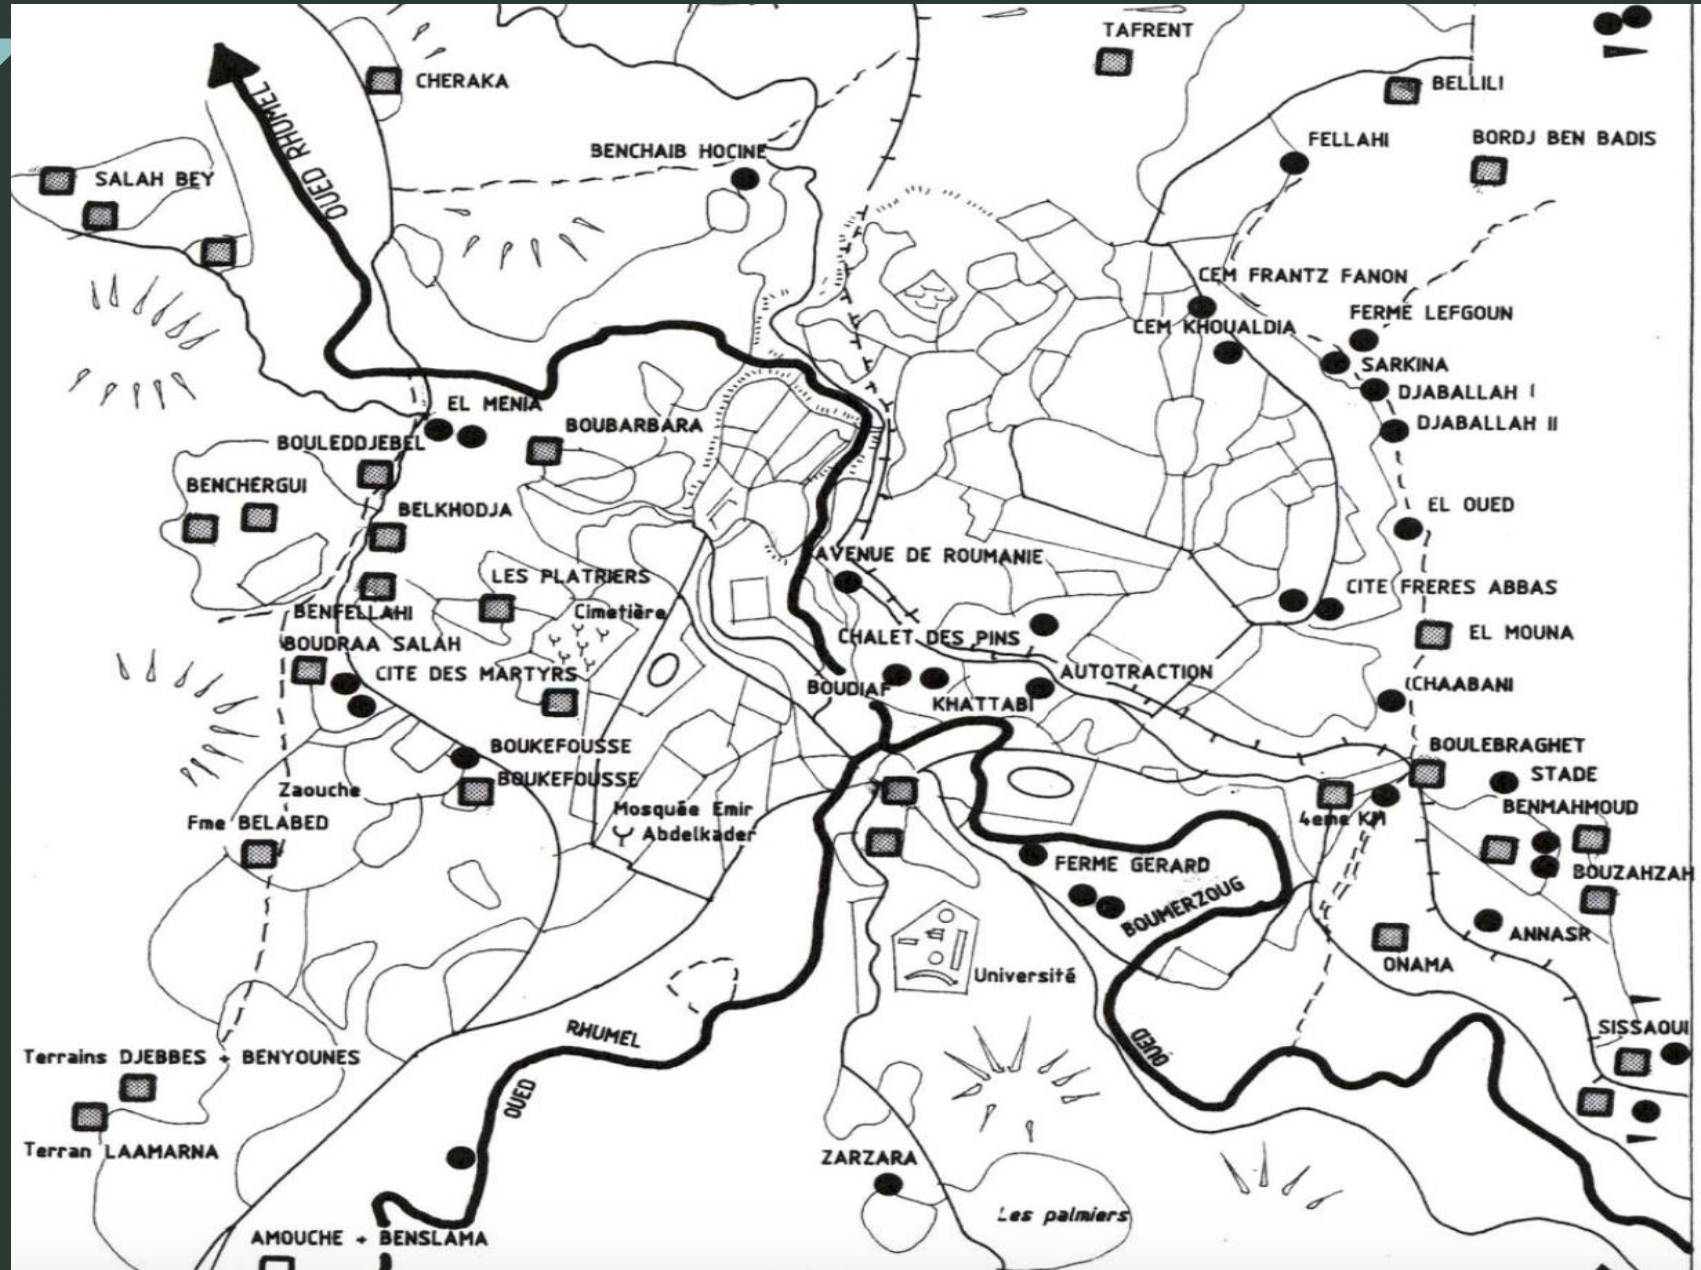 TAFRENT
CHERAKA
BELLILI
OUED RHUMEL
FELLAHI
BORDJ BEN BADIS
BENCHAIB HOCINE
SALAH BEY
CEM FRANTZ FANON
FERME LEFGOUN
CEM KHOUALDIA
SARKINA
DJABALLAH I
EL MENIA
DJABALLAH II
BOUBARBARA
BOULEDDJEBEL
BENCHERGUI
BELKHODJA
EL OUED
AVENUE DE ROUMANIE
LES PLATRIERS
CITE FRERES ABBAS
BENFELLAHI
Cimetière
EL MOUNA
CHALET DES PINS
BOUDRAA SALAH
CITE DES MARTYRS
AUTOTRACTION
CHAABANI
BOUDIAF
KHATTABI
BOUKEFOUSSE
BOULEBRAGHET
STADE
BOUKEFOUSSE
Zaouche
Mosquée Emir
Abdelkader
BENMAHMOUD
4eme KM
Fme BELABED
FERME GERARD
BOUZAHZAH
BOUMERZOUG
ANNASR
ONAMA
Université
RHUMEL
OUED
SISSAOUI
Terrains DJEBBES + BENYOUNES
OUED
Terran LAAMARNA
ZARZARA
Les palmiers
AMOUCHE + BENSLAMA